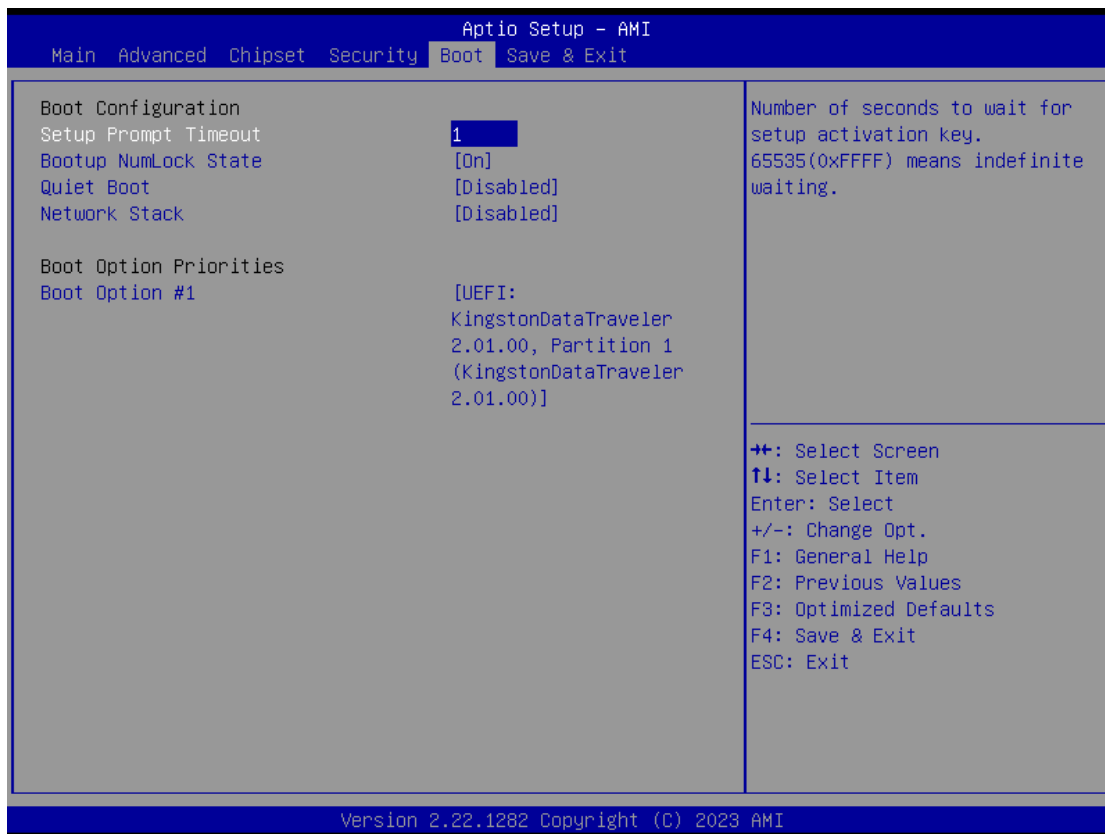 Aptio Setup – AMI
Main Advanced Chipset Security Boot Save & Exit
Boot Configuration
Setup Prompt Timeout 1
Bootup NumLock State [On]
Quiet Boot [Disabled]
Network Stack [Disabled]
Boot Option Priorities
Boot Option #1 [UEFI:
KingstonDataTraveler
2.01.00, Partition 1
(KingstonDataTraveler
2.01.00)]
Number of seconds to wait for
setup activation key.
65535(0xFFFF) means indefinite
waiting.
→←: Select Screen
↑↓: Select Item
Enter: Select
+/-: Change Opt.
F1: General Help
F2: Previous Values
F3: Optimized Defaults
F4: Save & Exit
ESC: Exit
Version 2.22.1282 Copyright (C) 2023 AMI